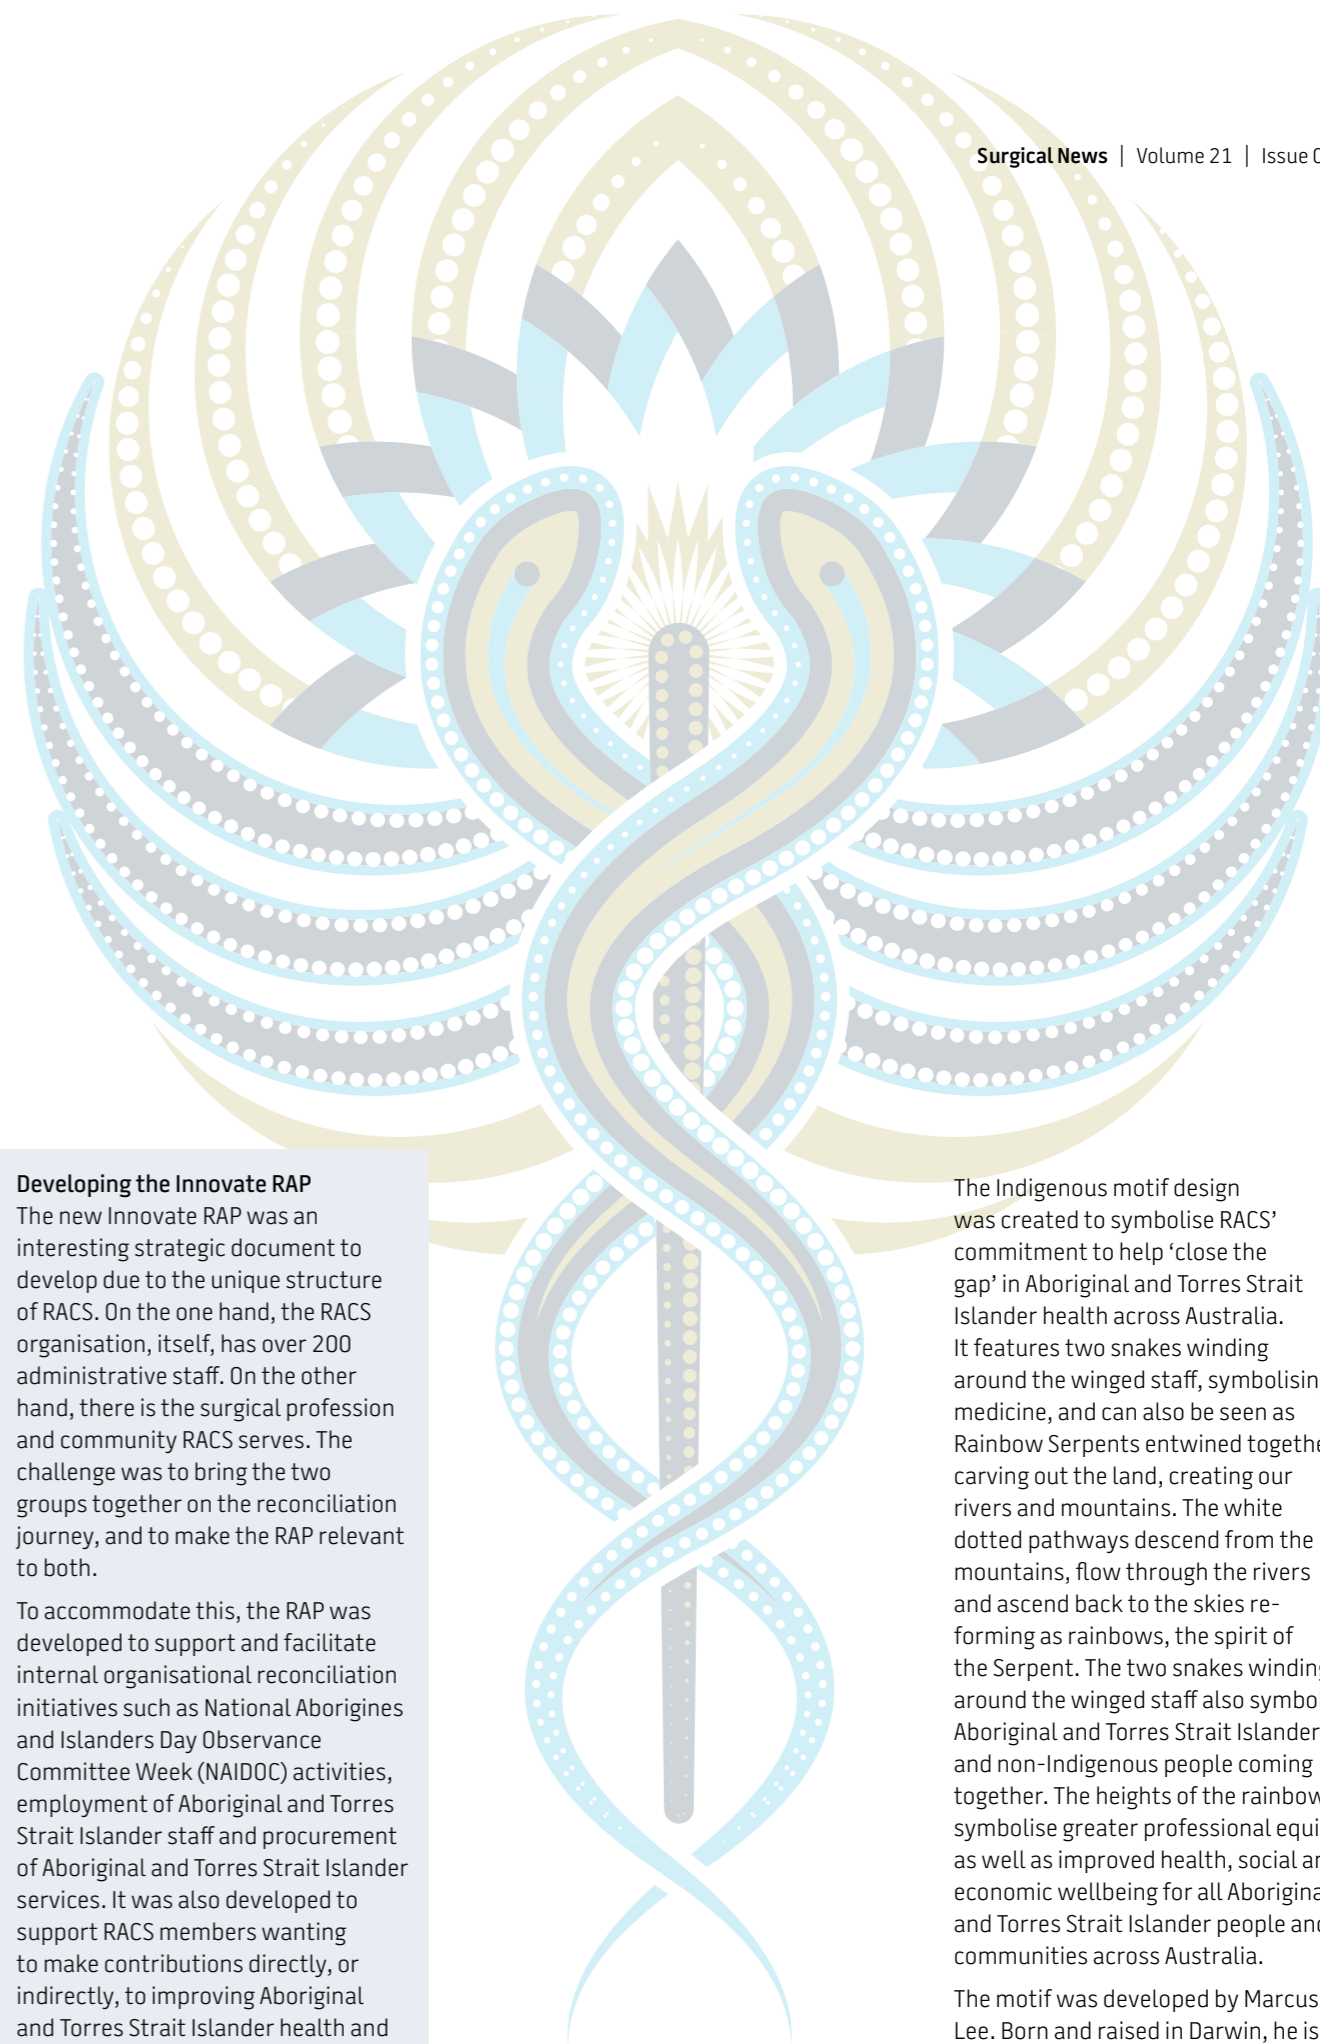 Surgical News | Volume 21 | Issue
Developing the Innovate RAP
The new Innovate RAP was an
interesting strategic document to
develop due to the unique structure
of RACS. On the one hand, the RACS
organisation, itself, has over 200
administrative staff. On the other
hand, there is the surgical profession
and community RACS serves. The
challenge was to bring the two
groups together on the reconciliation
journey, and to make the RAP relevant
to both.
To accommodate this, the RAP was
developed to support and facilitate
internal organisational reconciliation
initiatives such as National Aborigines
and Islanders Day Observance
Committee Week (NAIDOC) activities,
employment of Aboriginal and Torres
Strait Islander staff and procurement
of Aboriginal and Torres Strait Islander
services. It was also developed to
support RACS members wanting
to make contributions directly, or
indirectly, to improving Aboriginal
and Torres Strait Islander health and
The Indigenous motif design
was created to symbolise RACS’
commitment to help ‘close the
gap’ in Aboriginal and Torres Strait
Islander health across Australia.
It features two snakes winding
around the winged staff, symbolisin
medicine, and can also be seen as
Rainbow Serpents entwined togethe
carving out the land, creating our
rivers and mountains. The white
dotted pathways descend from the
mountains, flow through the rivers
and ascend back to the skies re-
forming as rainbows, the spirit of
the Serpent. The two snakes winding
around the winged staff also symbo
Aboriginal and Torres Strait Islander
and non-Indigenous people coming
together. The heights of the rainbow
symbolise greater professional equi
as well as improved health, social a
economic wellbeing for all Aborigina
and Torres Strait Islander people and
communities across Australia.
The motif was developed by Marcus
Lee. Born and raised in Darwin, he is